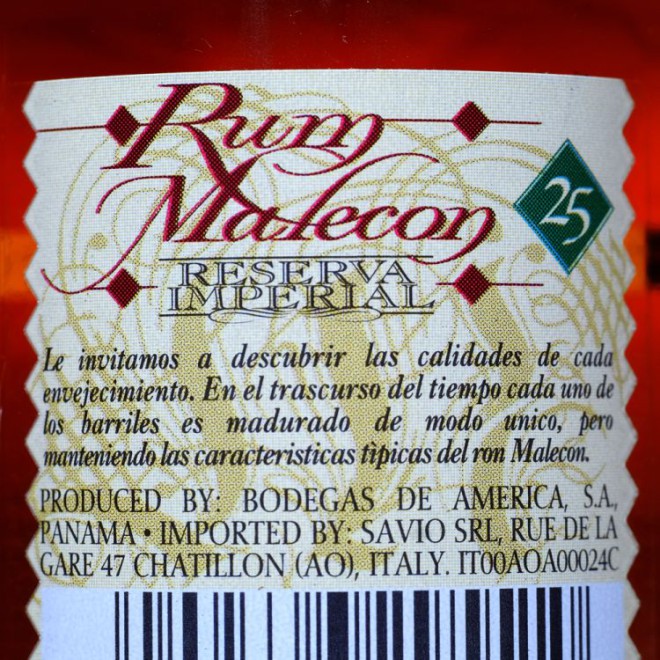 Rum
Malecon
25
RESERVA
IMPERIAL
Le invitamos a descubrir las calidades de cada
envejecimiento. En el trascurso del tiempo cada uno de
los barriles es madurado de modo unico, pero
manteniendo las caracteristicas tìpicas del ron Malecon.
PRODUCED BY: BODEGAS DE AMERICA, S.A.,
PANAMA • IMPORTED BY: SAVIO SRL, RUE DE LA
GARE 47 CHATILLON (AO), ITALY. IT00AOA00024C